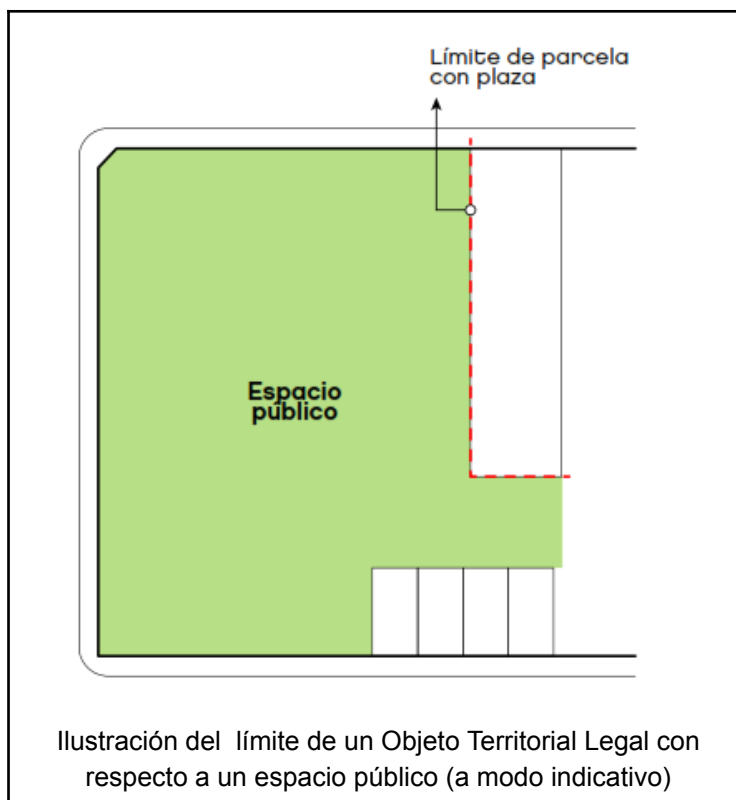 Límite de parcela
con plaza
Espacio
público
Ilustración del límite de un Objeto Territorial Legal con
respecto a un espacio público (a modo indicativo)